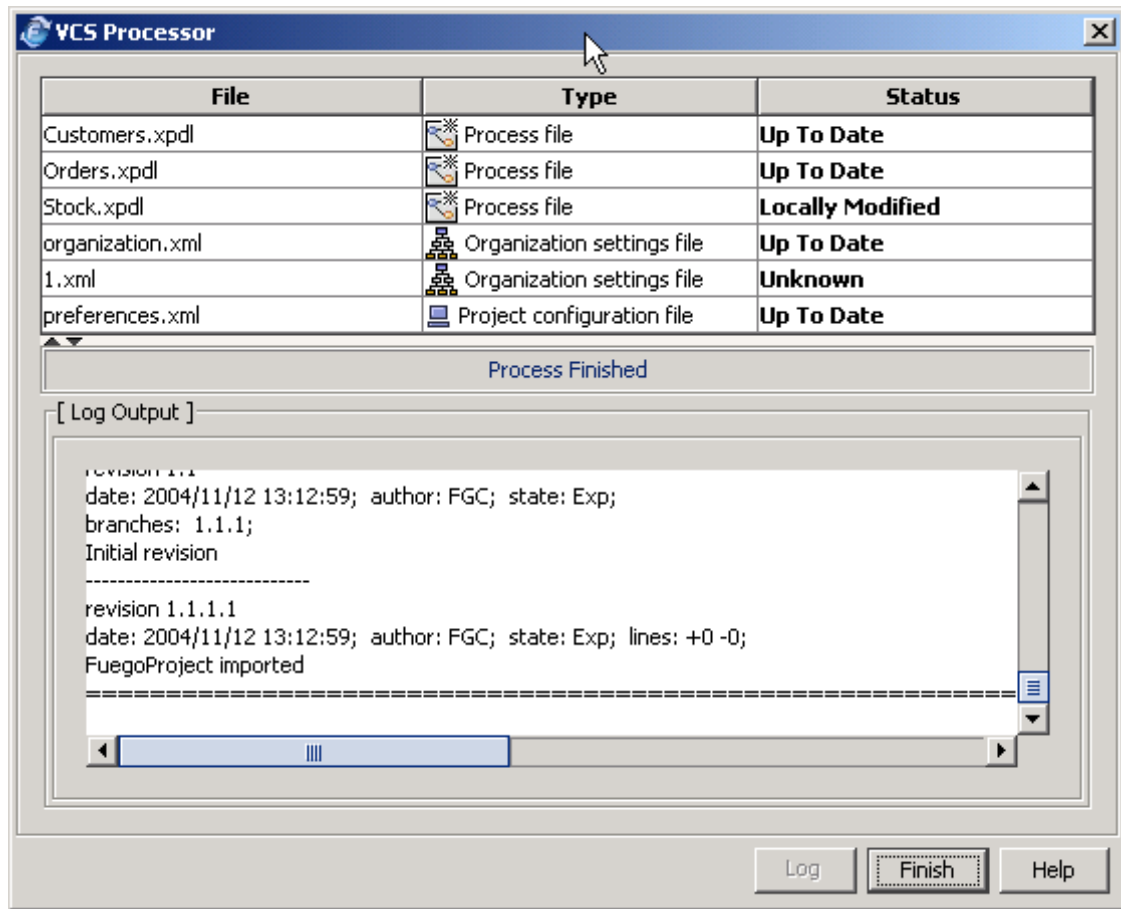 VCS Processor
File Type Status
Customers.xpdl Process file Up To Date
Orders.xpdl Process file Up To Date
Stock.xpdl Process file Locally Modified
organization.xml Organization settings file Up To Date
1.xml Organization settings file Unknown
preferences.xml Project configuration file Up To Date
Process Finished
[ Log Output ]
revision 1.1
date: 2004/11/12 13:12:59; author: FGC; state: Exp;
branches: 1.1.1;
Initial revision
----------------------------
revision 1.1.1.1
date: 2004/11/12 13:12:59; author: FGC; state: Exp; lines: +0 -0;
FuegoProject imported
==========================================================
Log Finish Help